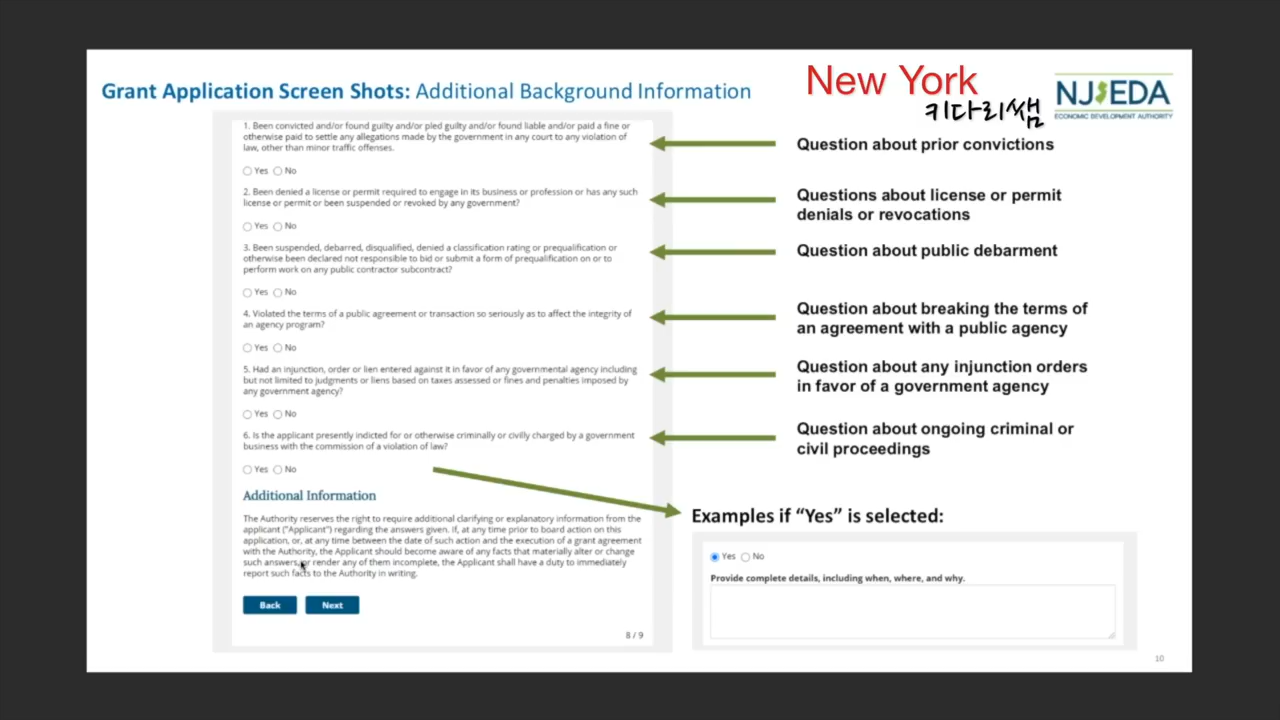 Grant Application Screen Shots: Additional Background Information
New York
키다리쌤
NJEDA
ECONOMIC DEVELOPMENT AUTHORITY
1. Been convicted and/or found guilty and/or pled guilty and/or found liable and/or paid a fine or
otherwise paid to settle any allegations made by the government in any court to any violation of
law, other than minor traffic offenses.
Yes No
2. Been denied a license or permit required to engage in its business or profession or has any such
license or permit or been suspended or revoked by any government?
Yes No
3. Been suspended, debarred, disqualified, denied a classification rating or prequalification or
otherwise been declared not responsible to bid or submit a form of prequalification on or to
perform work on any public contractor subcontract?
Yes No
4. Violated the terms of a public agreement or transaction so seriously as to affect the integrity of
an agency program?
Yes No
5. Had an injunction, order or lien entered against it in favor of any governmental agency including
but not limited to judgments or liens based on taxes assessed or fines and penalties imposed by
any government agency?
Yes No
6. Is the applicant presently indicted for or otherwise criminally or civilly charged by a government
business with the commission of a violation of law?
Yes No
Additional Information
The Authority reserves the right to require additional clarifying or explanatory information from the
applicant ("Applicant") regarding the answers given. If, at any time prior to board action on this
application, or, at any time between the date of such action and the execution of a grant agreement
with the Authority, the Applicant should become aware of any facts that materially alter or change
such answers, or render any of them incomplete, the Applicant shall have a duty to immediately
report such facts to the Authority in writing.
Back Next
8 / 9
Question about prior convictions
Questions about license or permit
denials or revocations
Question about public debarment
Question about breaking the terms of
an agreement with a public agency
Question about any injunction orders
in favor of a government agency
Question about ongoing criminal or
civil proceedings
Examples if “Yes” is selected:
Yes No
Provide complete details, including when, where, and why.
10